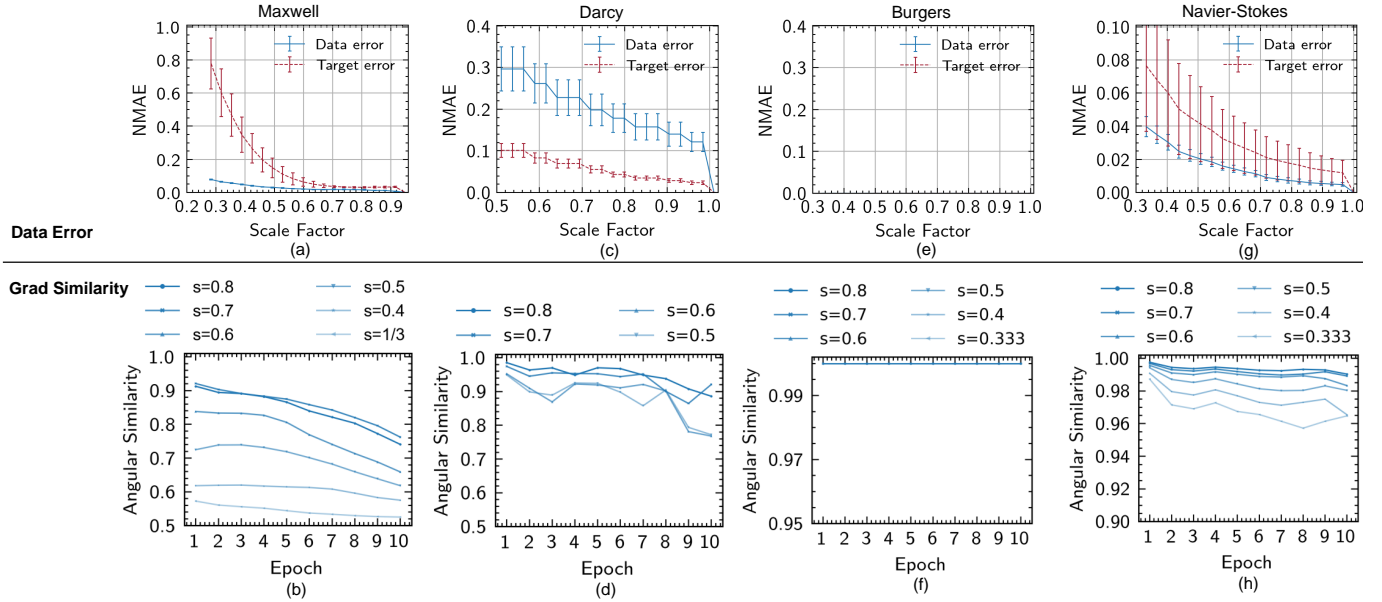 Maxwell
NMAE
1.0
0.8
0.6
0.4
0.2
0.0
Data error
Target error
0.2 0.3 0.4 0.5 0.6 0.7 0.8 0.9
Scale Factor
(a)
Darcy
NMAE
0.4
0.3
0.2
0.1
0.0
Data error
Target error
0.5 0.6 0.7 0.8 0.9 1.0
Scale Factor
(c)
Burgers
NMAE
0.4
0.3
0.2
0.1
0.0
Data error
Target error
0.3 0.4 0.5 0.6 0.7 0.8 0.9 1.0
Scale Factor
(e)
Navier-Stokes
NMAE
0.10
0.08
0.06
0.04
0.02
0.00
Data error
Target error
0.3 0.4 0.5 0.6 0.7 0.8 0.9 1.0
Scale Factor
(g)
Data Error
Grad Similarity
s=0.8 s=0.5
s=0.7 s=0.4
s=0.6 s=1/3
Angular Similarity
1.0
0.9
0.8
0.7
0.6
0.5
1 2 3 4 5 6 7 8 9 10
Epoch
(b)
s=0.8 s=0.6
s=0.7 s=0.5
Angular Similarity
1.0
0.9
0.8
0.7
0.6
0.5
1 2 3 4 5 6 7 8 9 10
Epoch
(d)
s=0.8 s=0.5
s=0.7 s=0.4
s=0.6 s=0.333
Angular Similarity
0.99
0.97
0.95
1 2 3 4 5 6 7 8 9 10
Epoch
(f)
s=0.8 s=0.5
s=0.7 s=0.4
s=0.6 s=0.333
Angular Similarity
1.00
0.98
0.96
0.94
0.92
0.90
1 2 3 4 5 6 7 8 9 10
Epoch
(h)